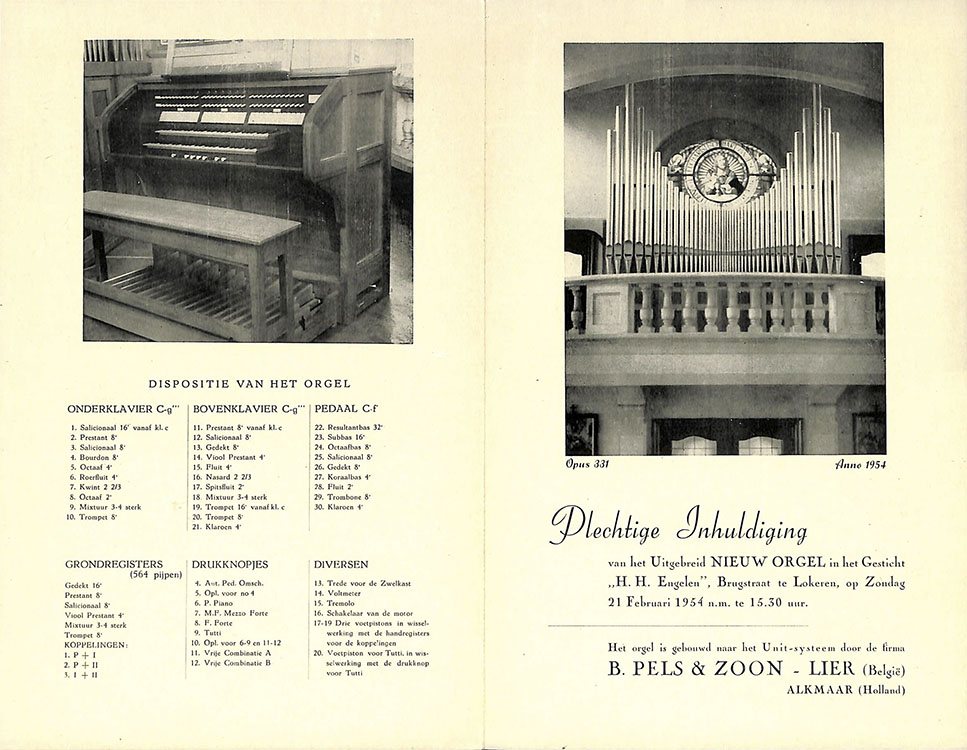 DISPOSITIE VAN HET ORGEL
ONDERKLAVIER C-g'''
1. Salicionaal 16' vanaf kl. c
2. Prestant 8'
3. Salicionaal 8'
4. Bourdon 8'
5. Octaaf 4'
6. Roerfluit 4'
7. Kwint 2 2/3
8. Octaaf 2'
9. Mixtuur 3-4 sterk
10. Trompet 8'
BOVENKLAVIER C-g'''
11. Prestant 8' vanaf kl. c
12. Salicionaal 8'
13. Gedekt 8'
14. Viool Prestant 4'
15. Fluit 4'
16. Nasard 2 2/3
17. Spitsfluit 2'
18. Mixtuur 3-4 sterk
19. Trompet 16' vanaf kl. c
20. Trompet 8'
21. Klaroen 4'
PEDAAL C-f'
22. Resultantbas 32'
23. Subbas 16'
24. Octaafbas 8'
25. Salicionaal 8'
26. Gedekt 8'
27. Koraalbas 4'
28. Fluit 2'
29. Trombone 8'
30. Klaroen 4'
GRONDREGISTERS
(564 pijpen)
Gedekt 16'
Prestant 8'
Salicionaal 8'
Viool Prestant 4'
Mixtuur 3-4 sterk
Trompet 8'
KOPPELINGEN:
1. P + I
2. P + II
3. I + II
DRUKKNOPJES
4. Aut. Ped. Omsch.
5. Opl. voor no 4
6. P. Piano
7. M.F. Mezzo Forte
8. F. Forte
9. Tutti
10. Opl. voor 6-9 en 11-12
11. Vrije Combinatie A
12. Vrije Combinatie B
DIVERSEN
13. Trede voor de Zwelkast
14. Voltmeter
15. Tremolo
16. Schakelaar van de motor
17-19 Drie voetpistons in wissel-
werking met de handregisters
voor de koppelingen
20. Voetpiston voor Tutti, in wis-
selwerking met de drukknop
voor Tutti
Opus 331
Anno 1954
Plechtige Inhuldiging
van het Uitgebreid NIEUW ORGEL in het Gesticht
„H. H. Engelen”, Brugstraat te Lokeren, op Zondag
21 Februari 1954 n.m. te 15.30 uur.
Het orgel is gebouwd naar het Unit-systeem door de firma
B. PELS & ZOON - LIER (België)
ALKMAAR (Holland)